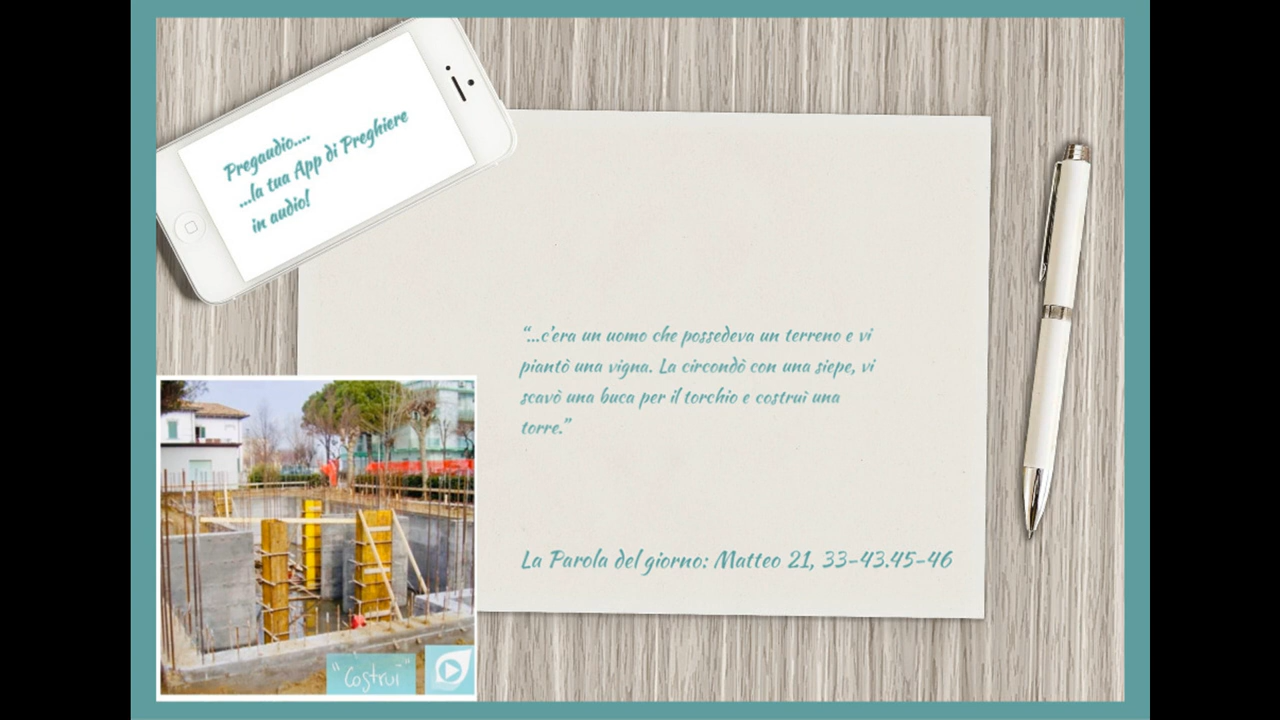 Pregaudio....
...la tua App di Preghiere
in audio!
“...c’era un uomo che possedeva un terreno e vi
piantò una vigna. La circondò con una siepe, vi
scavò una buca per il torchio e costruì una
torre.”
La Parola del giorno: Matteo 21, 33-43.45-46
"Costruì"